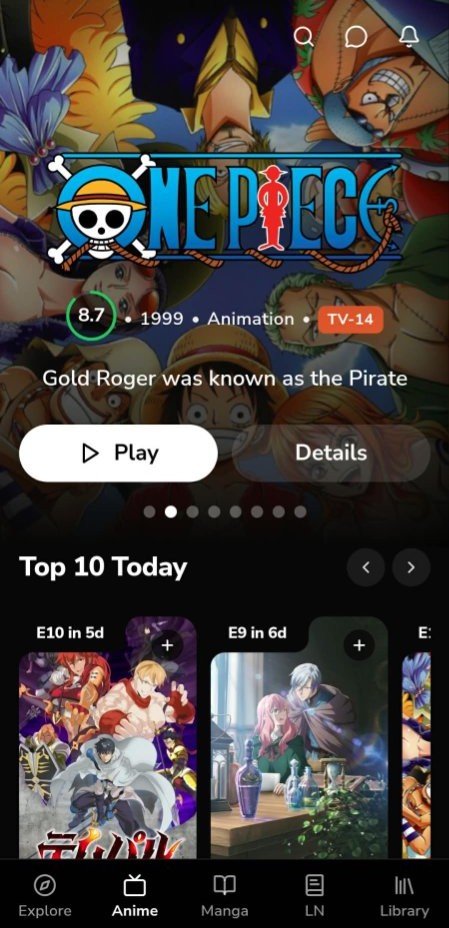 ONE PIECE
8.7 • 1999 • Animation • TV-14
Gold Roger was known as the Pirate
Play
Details
Top 10 Today
E10 in 5d
E9 in 6d
Explore
Anime
Manga
LN
Library